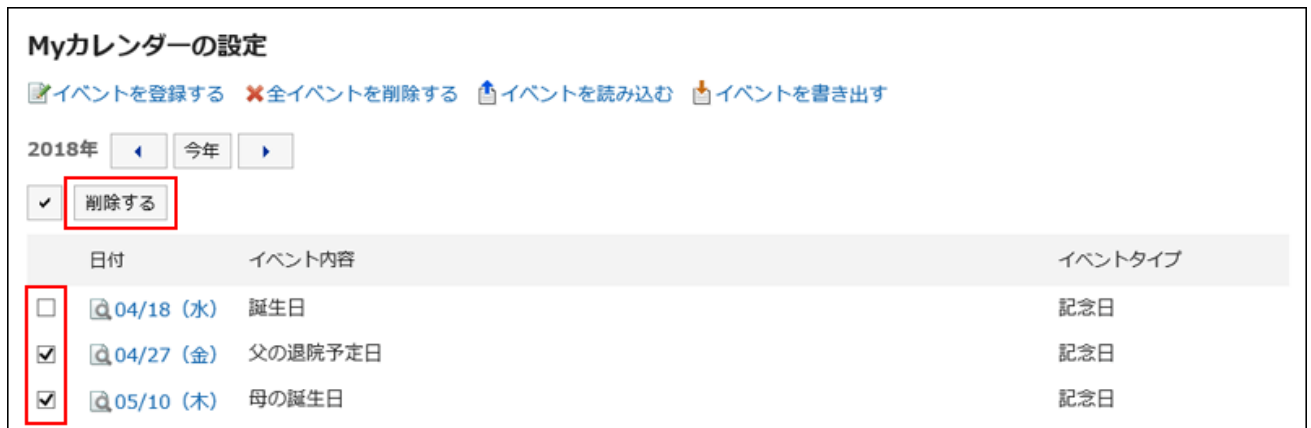 Myカレンダーの設定
イベントを登録する 全イベントを削除する イベントを読み込む イベントを書き出す
2018年 今年
削除する
日付 イベント内容 イベントタイプ
04/18（水） 誕生日 記念日
04/27（金） 父の退院予定日 記念日
05/10（木） 母の誕生日 記念日